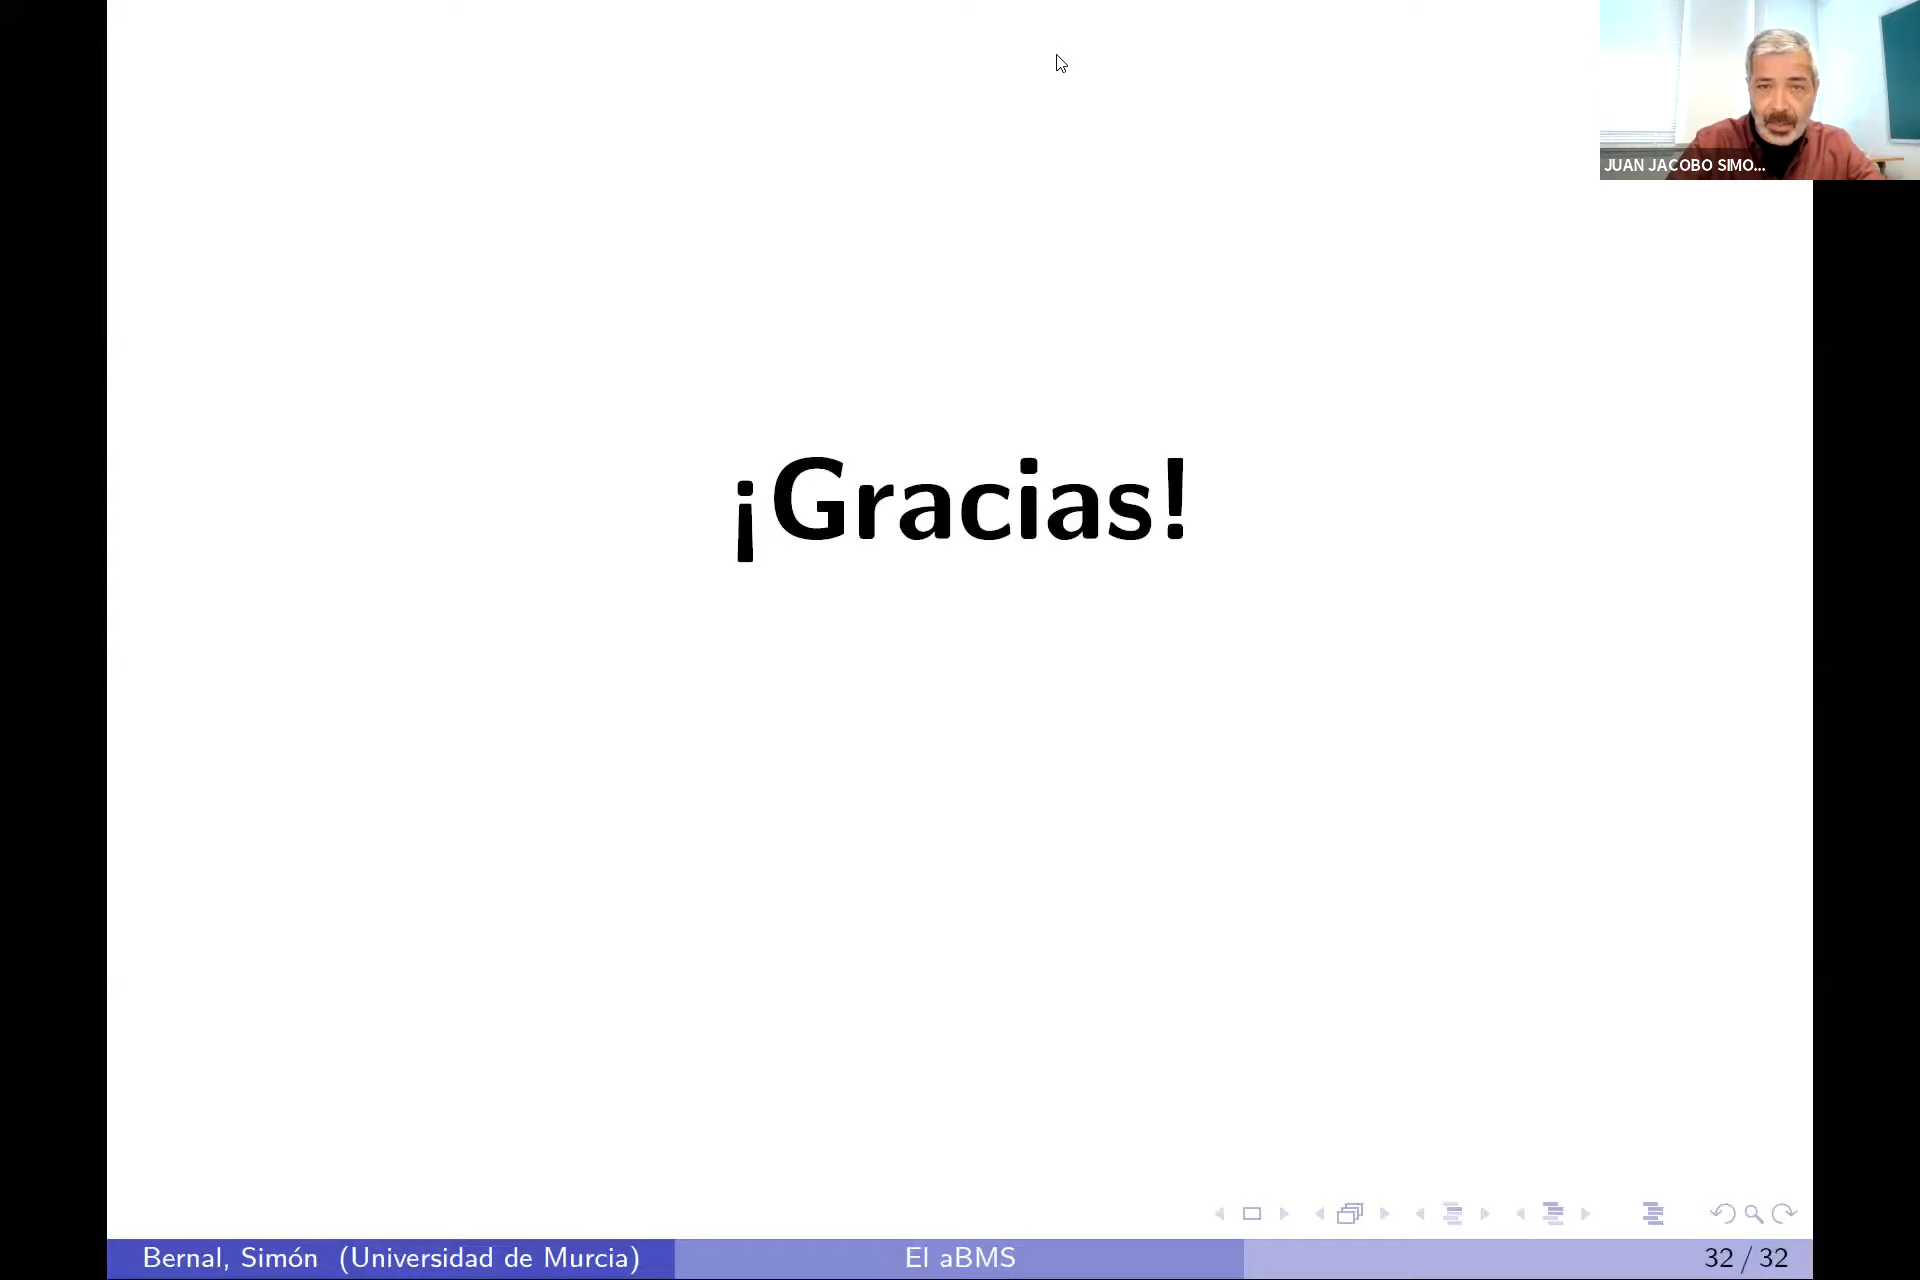 JUAN JACOBO SIMO...
¡Gracias!
Bernal, Simón (Universidad de Murcia)
El aBMS
32 / 32